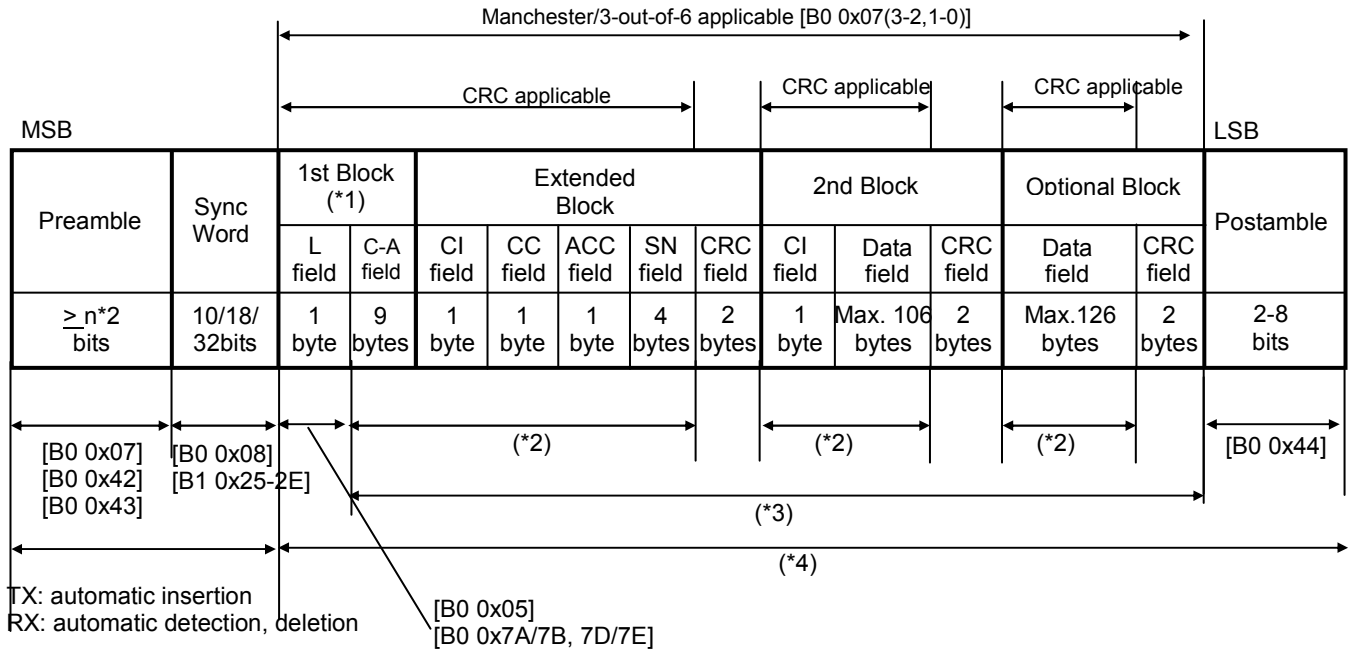 Manchester/3-out-of-6 applicable [B0 0x07(3-2,1-0)]
CRC applicable
CRC applicable
CRC applicable
MSB
LSB
Preamble
Sync
Word
1st Block
(*1)
Extended
Block
2nd Block
Optional Block
Postamble
L
field
C-A
field
CI
field
CC
field
ACC
field
SN
field
CRC
field
CI
field
Data
field
CRC
field
Data
field
CRC
field
> n*2
bits
10/18/
32bits
1
byte
9
bytes
1
byte
1
byte
1
byte
4
bytes
2
bytes
1
byte
Max. 106
bytes
2
bytes
Max.126
bytes
2
bytes
2-8
bits
[B0 0x07]
[B0 0x42]
[B0 0x43]
[B0 0x08]
[B1 0x25-2E]
(*2)
(*2)
(*2)
[B0 0x44]
(*3)
(*4)
TX: automatic insertion
RX: automatic detection, deletion
[B0 0x05]
[B0 0x7A/7B, 7D/7E]